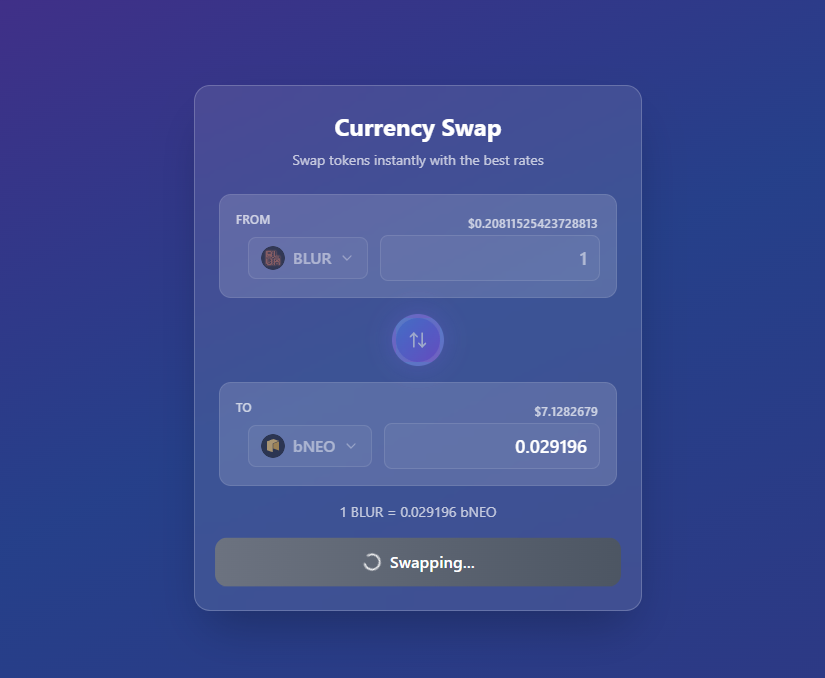 Currency Swap
Swap tokens instantly with the best rates
FROM
$0.20811525423728813
BLUR
1
TO
$7.1282679
bNEO
0.029196
1 BLUR = 0.029196 bNEO
Swapping...